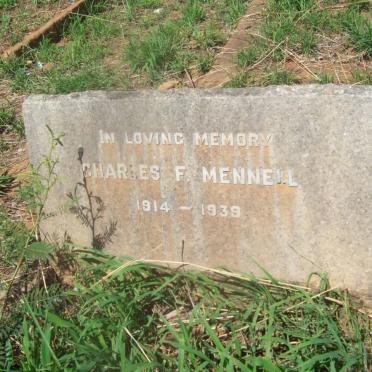 IN LOVING MEMORY
CHARLES F. MENNELL
1914 — 1939